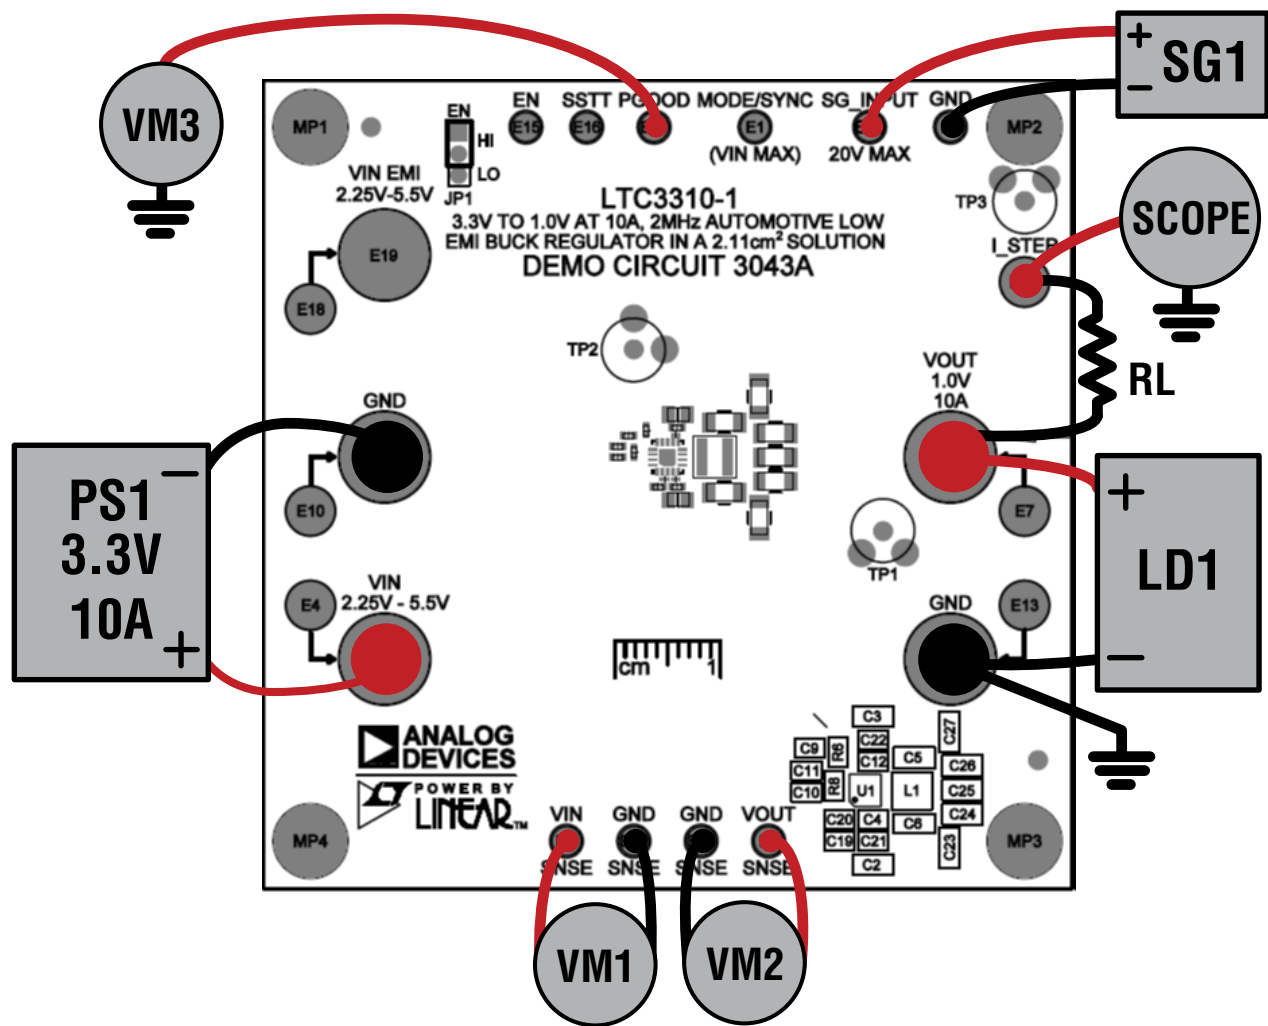 VM3
+
-
SG1
MP1
EN
HI
LO
JP1
EN
E15
SSTT
E16
PGOOD
MODE/SYNC
E1
(VIN MAX)
SG_INPUT
20V MAX
GND
MP2
TP3
SCOPE
I_STEP
VIN EMI
2.25V-5.5V
E19
E18
LTC3310-1
3.3V TO 1.0V AT 10A, 2MHz AUTOMOTIVE LOW
EMI BUCK REGULATOR IN A 2.11cm² SOLUTION
DEMO CIRCUIT 3043A
TP2
VOUT
1.0V
10A
RL
GND
E10
PS1
3.3V
10A
−
+
E7
+
LD1
−
TP1
E4
VIN
2.25V - 5.5V
GND
E13
cm 1
ANALOG
DEVICES
POWER BY
LINEAR TM
C3
C22
C12
C9
R6
C11
C10
R8
U1
C5
L1
C27
C26
C25
C24
C20
C4
C19
C21
C6
C23
C2
MP4
MP3
VIN
SNSE
GND
SNSE
GND
SNSE
VOUT
SNSE
VM1
VM2